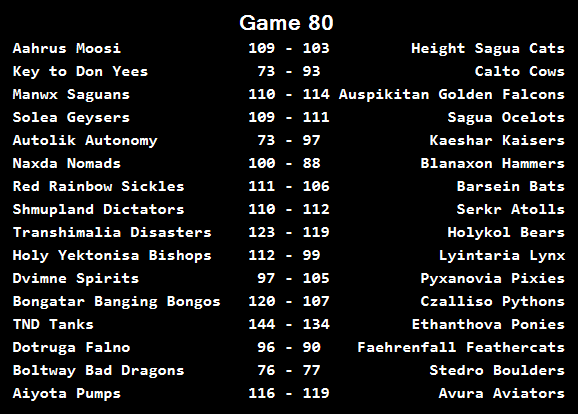 Game 80
Aahrus Moosi 109 - 103 Height Sagua Cats
Key to Don Yees 73 - 93 Calto Cows
Manwx Saguans 110 - 114 Auspikitan Golden Falcons
Solea Geysers 109 - 111 Sagua Ocelots
Autolik Autonomy 73 - 97 Kaeshar Kaisers
Naxda Nomads 100 - 88 Blanaxon Hammers
Red Rainbow Sickles 111 - 106 Barsein Bats
Shmupland Dictators 110 - 112 Serkr Atolls
Transhimalia Disasters 123 - 119 Holykol Bears
Holy Yektonisa Bishops 112 - 99 Lyintaria Lynx
Dvimne Spirits 97 - 105 Pyxanovia Pixies
Bongatar Banging Bongos 120 - 107 Czalliso Pythons
TND Tanks 144 - 134 Ethanthova Ponies
Dotruga Falno 96 - 90 Faehrenfall Feathercats
Boltway Bad Dragons 76 - 77 Stedro Boulders
Aiyota Pumps 116 - 119 Avura Aviators